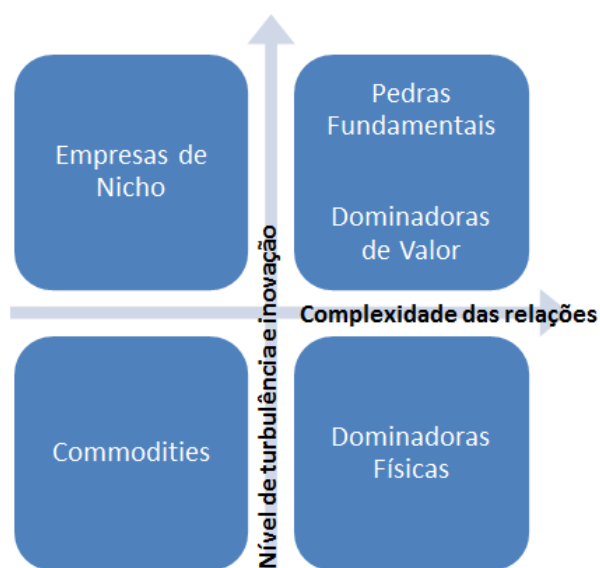 Empresas de
Nicho
Pedras
Fundamentais
Dominadoras
de Valor
Nível de turbulência e inovação
Complexidade das relações
Commodities
Dominadoras
Físicas